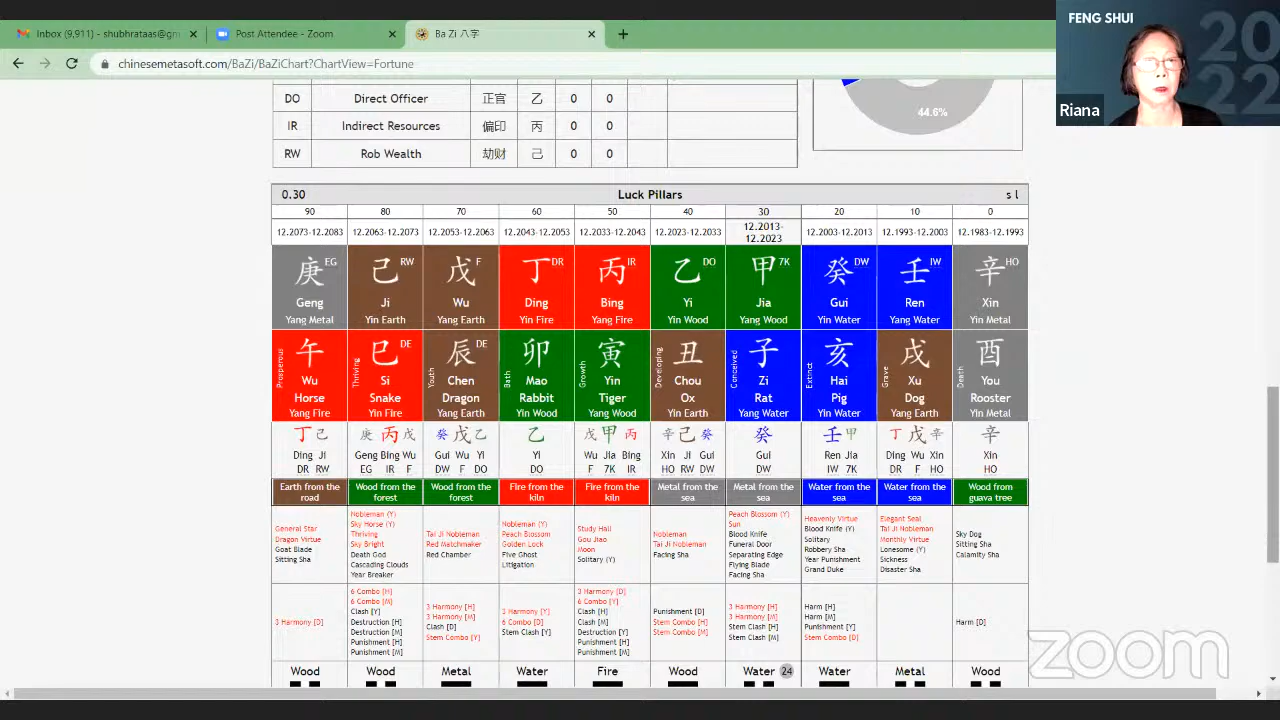 Inbox (9,911) - shubhrataas@gm
Post Attendee - Zoom
Ba Zi 八字
chinesemetasoft.com/BaZi/BaZiChart?ChartView=Fortune
FENG SHUI
2022
Riana
DO Direct Officer 正官 乙 0 0
IR Indirect Resources 偏印 丙 0 0
RW Rob Wealth 劫财 己 0 0
44.6%
0.30 Luck Pillars s l
90 80 70 60 50 40 30 20 10 0
12.2073-12.2083 12.2063-12.2073 12.2053-12.2063 12.2043-12.2053 12.2033-12.2043 12.2023-12.2033 12.2013-12.2023 12.2003-12.2013 12.1993-12.2003 12.1983-12.1993
庚 EG 己 RW 戊 F 丁 DR 丙 IR 乙 DO 甲 7K 癸 DW 壬 IW 辛 HO
Geng Ji Wu Ding Bing Yi Jia Gui Ren Xin
Yang Metal Yin Earth Yang Earth Yin Fire Yang Fire Yin Wood Yang Wood Yin Water Yang Water Yin Metal
Prosperous 午 Thriving 巳 DE Youth 辰 DE Bath 卯 Growth 寅 Developing 丑 Conceived 子 Extinct 亥 Grave 戌 Death 酉
Wu Si Chen Mao Yin Chou Zi Hai Xu You
Horse Snake Dragon Rabbit Tiger Ox Rat Pig Dog Rooster
Yang Fire Yin Fire Yang Earth Yin Wood Yang Wood Yin Earth Yang Water Yin Water Yang Earth Yin Metal
丁 己 庚 丙 戊 癸 戊 乙 乙 戊 甲 丙 辛 己 癸 癸 壬 甲 丁 戊 辛 辛
Ding Ji Geng Bing Wu Gui Wu Yi Yi Wu Jia Bing Xin Ji Gui Gui Ren Jia Ding Wu Xin Xin
DR RW EG IR F DW F DO DO F 7K IR HO RW DW DW IW 7K DR F HO HO
Earth from the road
Wood from the forest
Wood from the forest
Fire from the kiln
Fire from the kiln
Metal from the sea
Metal from the sea
Water from the sea
Water from the sea
Wood from guava tree
General Star
Dragon Virtue
Goat Blade
Sitting Sha
Nobleman (Y)
Sky Horse (Y)
Thriving
Sky Bright
Death God
Cascading Clouds
Year Breaker
Tai Ji Nobleman
Red Matchmaker
Red Chamber
Nobleman (Y)
Peach Blossom
Golden Lock
Five Ghost
Litigation
Study Hall
Gou Jiao
Moon
Solitary (Y)
Nobleman
Tai Ji Nobleman
Facing Sha
Peach Blossom (Y)
Sun
Blood Knife
Funeral Door
Separating Edge
Flying Blade
Facing Sha
Heavenly Virtue
Blood Knife (Y)
Solitary
Robbery Sha
Year Punishment
Grand Duke
Elegant Seal
Tai Ji Nobleman
Monthly Virtue
Lonesome (Y)
Sickness
Disaster Sha
Sky Dog
Sitting Sha
Calamity Sha
3 Harmony [D]
6 Combo [H]
6 Combo [M]
Clash [Y]
Destruction [H]
Destruction [M]
Punishment [H]
Punishment [M]
3 Harmony [H]
3 Harmony [M]
Clash [D]
Stem Combo [Y]
3 Harmony [Y]
6 Combo [D]
Stem Clash [Y]
3 Harmony [D]
6 Combo [Y]
Clash [H]
Clash [M]
Destruction [Y]
Punishment [H]
Punishment [M]
Punishment [D]
Stem Combo [H]
Stem Combo [M]
3 Harmony [H]
3 Harmony [M]
Stem Clash [H]
Stem Clash [M]
Harm [H]
Harm [M]
Punishment [Y]
Stem Combo [D]
Harm [D]
Wood Wood Metal Water Fire Wood Water 24 Water Metal Wood
zoom